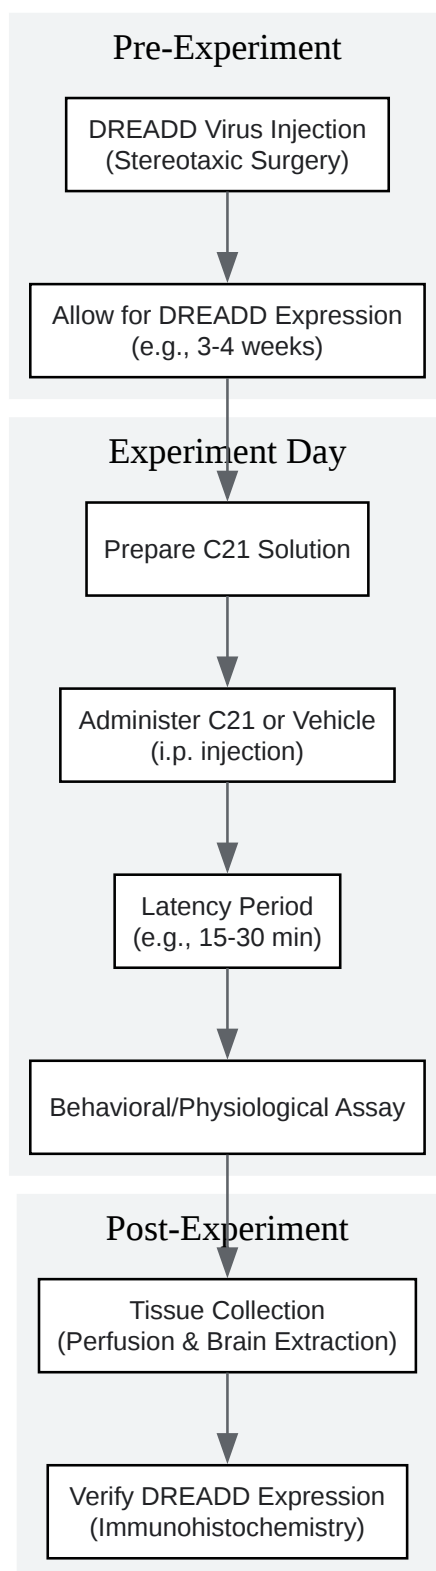 Pre-Experiment
DREADD Virus Injection
(Stereotaxic Surgery)
Allow for DREADD Expression
(e.g., 3-4 weeks)
Experiment Day
Prepare C21 Solution
Administer C21 or Vehicle
(i.p. injection)
Latency Period
(e.g., 15-30 min)
Behavioral/Physiological Assay
Post-Experiment
Tissue Collection
(Perfusion & Brain Extraction)
Verify DREADD Expression
(Immunohistochemistry)